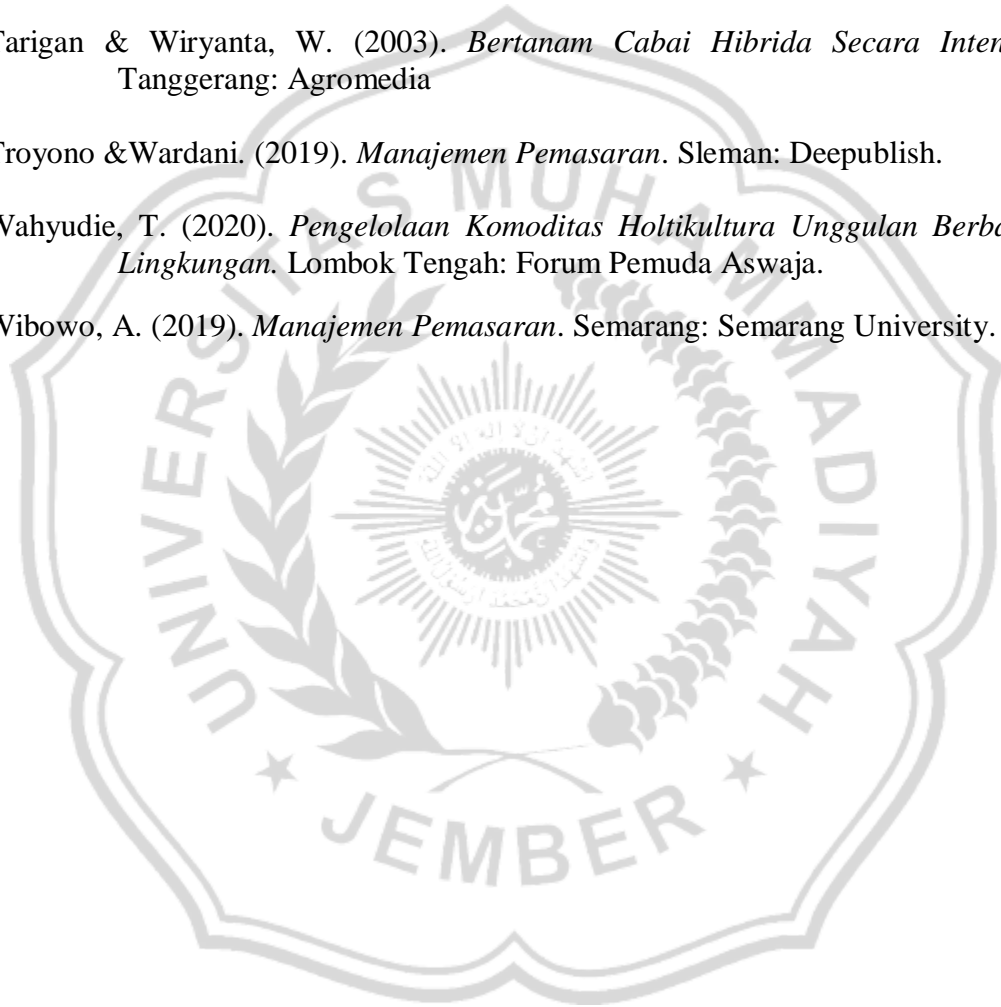 Tarigan & Wiryanta, W. (2003). Bertanam Cabai Hibrida Secara Inten
Tanggerang: Agromedia
Troyono &Wardani. (2019). Manajemen Pemasaran. Sleman: Deepublish.
Wahyudie, T. (2020). Pengelolaan Komoditas Holtikultura Unggulan Berba
Lingkungan. Lombok Tengah: Forum Pemuda Aswaja.
Wibowo, A. (2019). Manajemen Pemasaran. Semarang: Semarang University.
UNIVERSITAS MUHAMMADIYAH
JEMBER